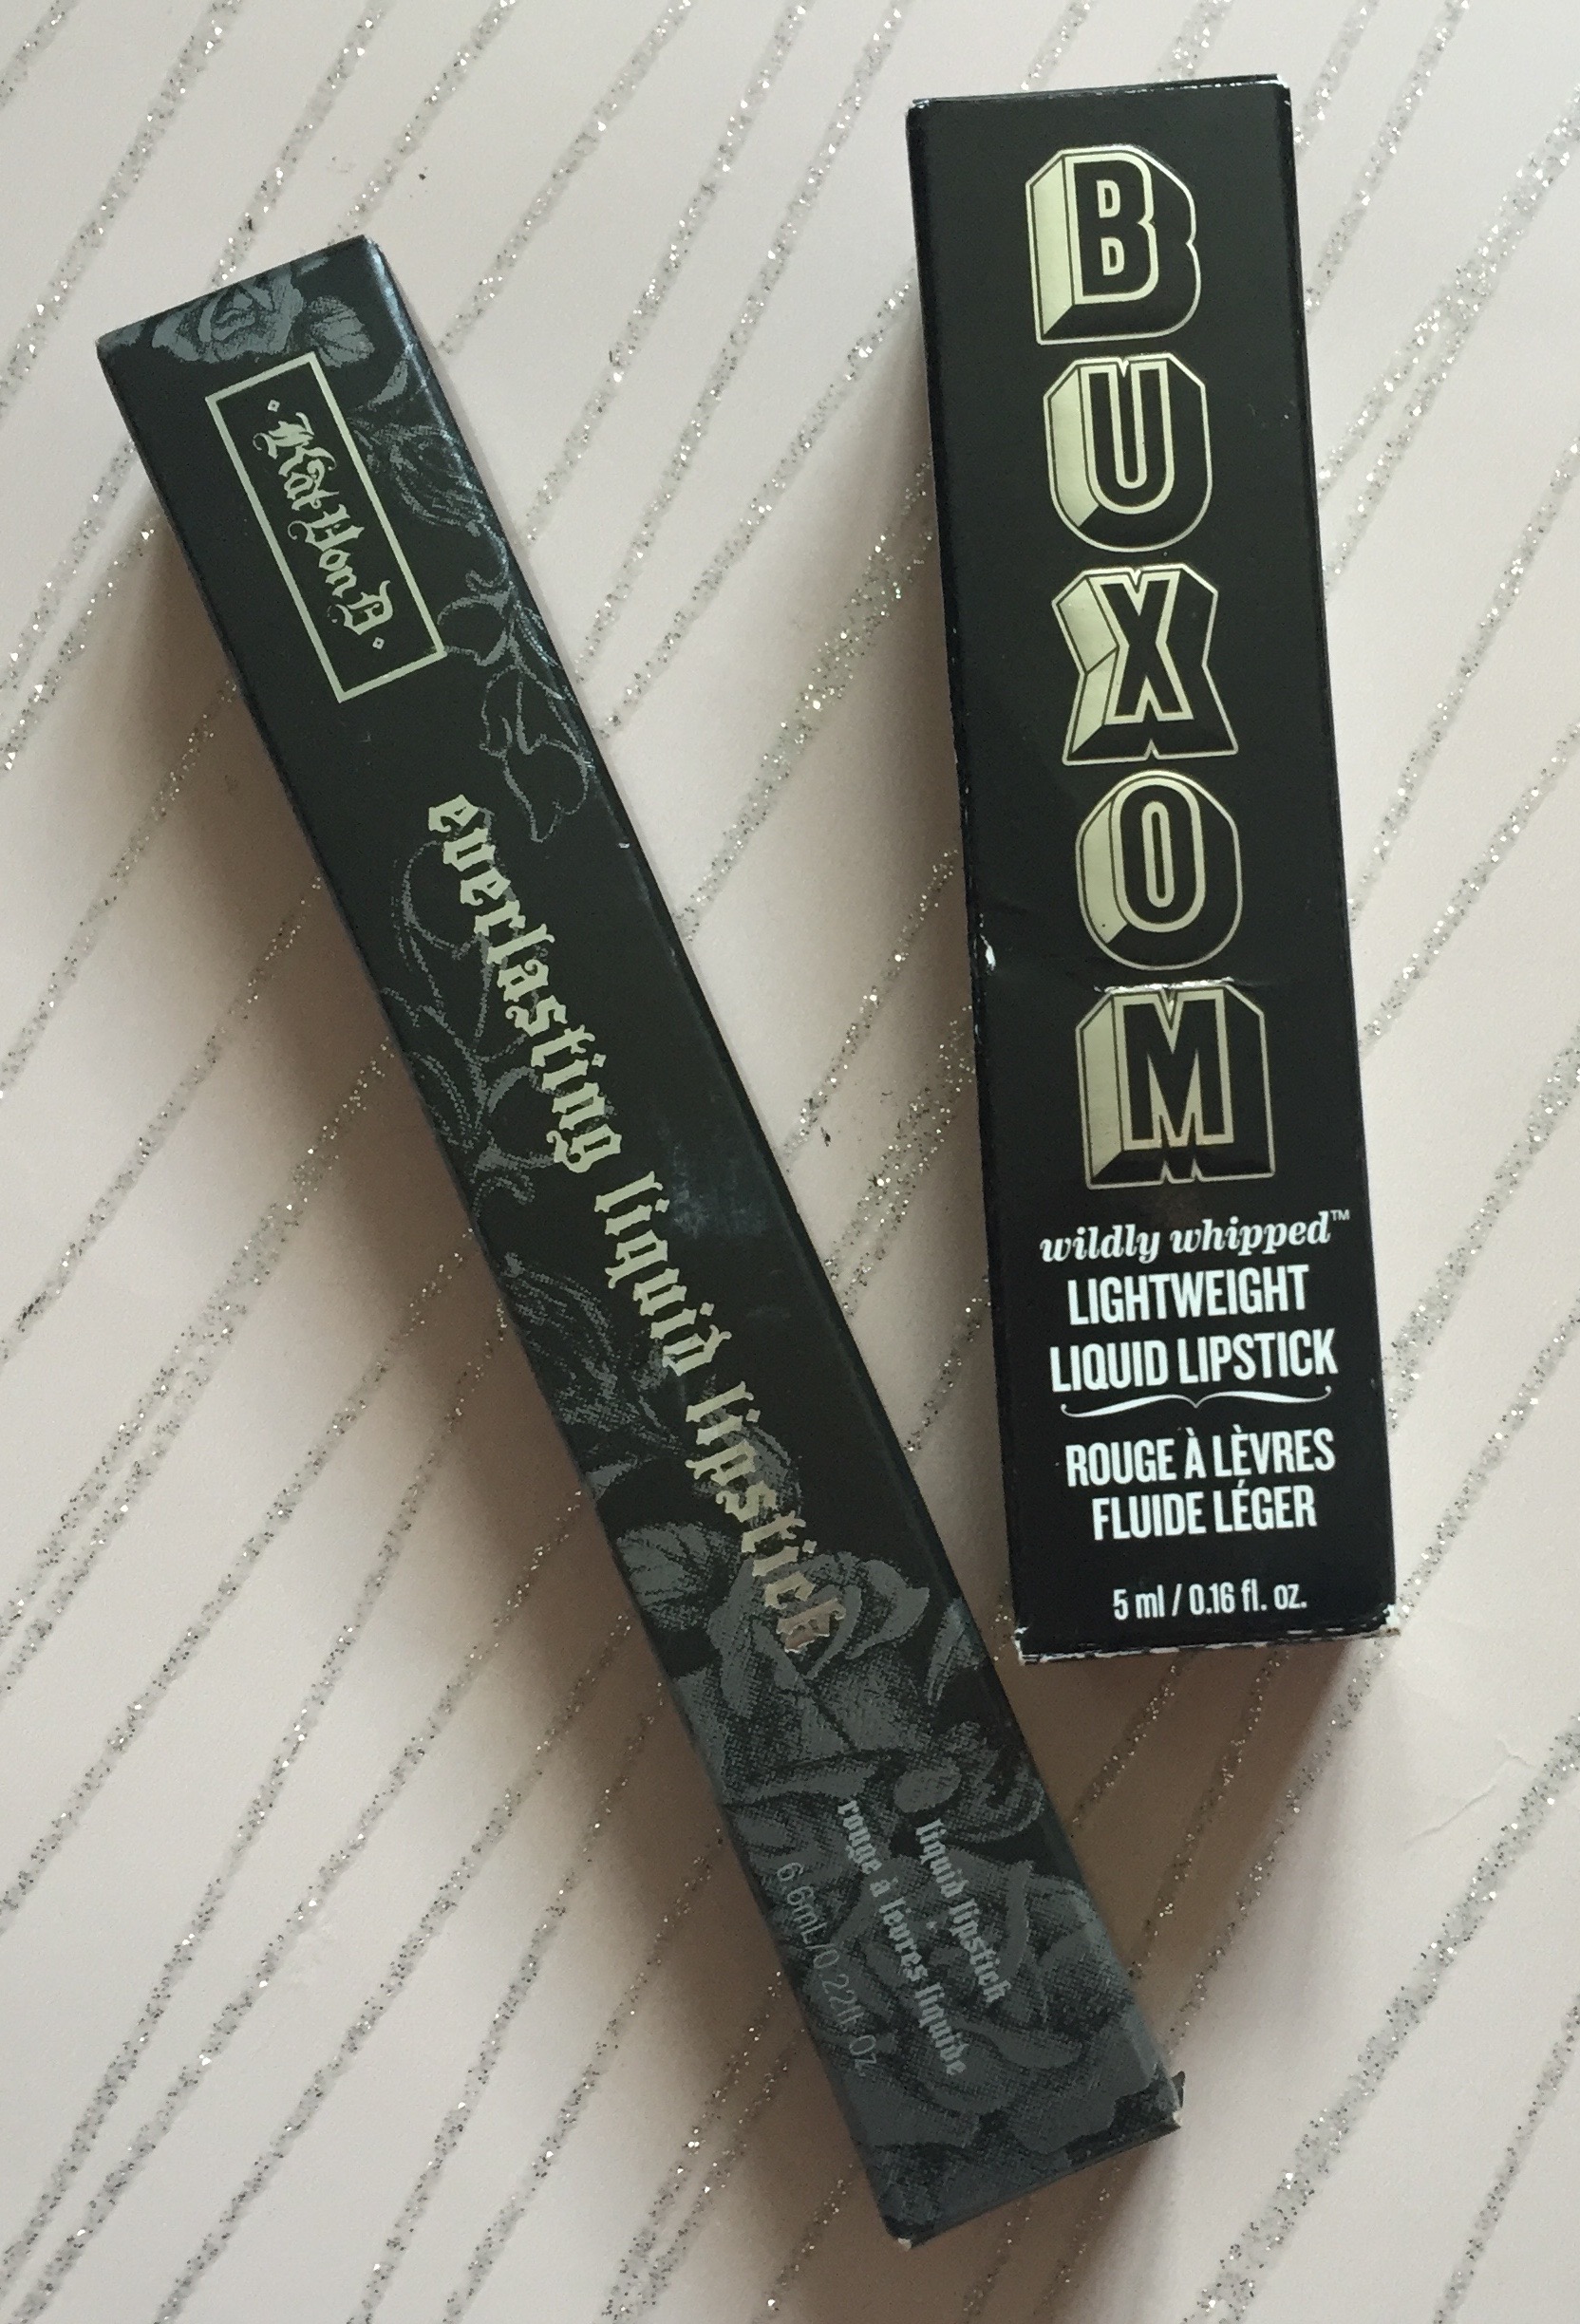 Kat Von D
everlasting liquid lipstick
liquid lipstick
rouge à lèvres liquide
6.6mL/0.22fl. Oz
BUXOM
wildly whipped™
LIGHTWEIGHT
LIQUID LIPSTICK
ROUGE À LÈVRES
FLUIDE LÉGER
5 ml / 0.16 fl. oz.